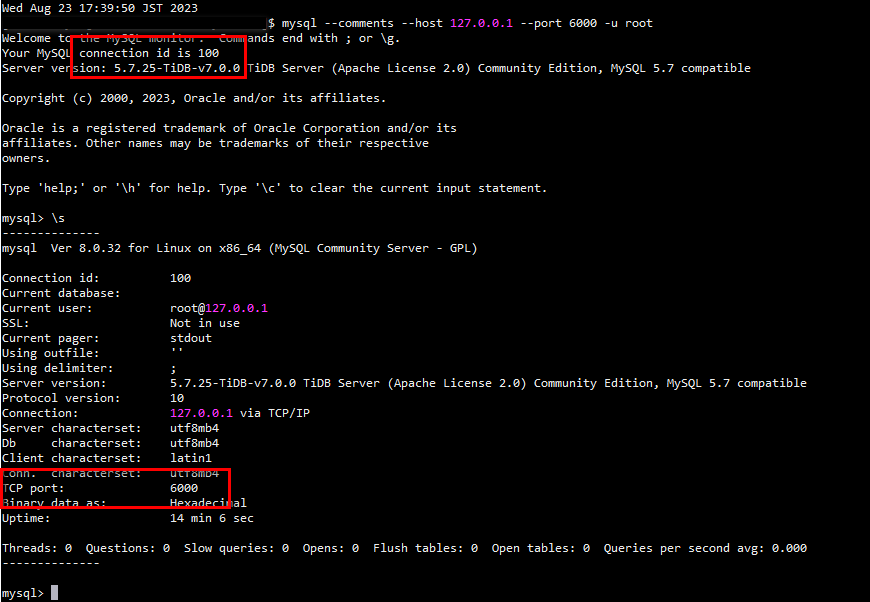 Wed Aug 23 17:39:50 JST 2023
$ mysql --comments --host 127.0.0.1 --port 6000 -u root
Welcome to the MySQL monitor.  Commands end with ; or \g.
Your MySQL connection id is 100
Server version: 5.7.25-TiDB-v7.0.0 TiDB Server (Apache License 2.0) Community Edition, MySQL 5.7 compatible
Copyright (c) 2000, 2023, Oracle and/or its affiliates.
Oracle is a registered trademark of Oracle Corporation and/or its
affiliates. Other names may be trademarks of their respective
owners.
Type 'help;' or '\h' for help. Type '\c' to clear the current input statement.
mysql> \s
--------------
mysql  Ver 8.0.32 for Linux on x86_64 (MySQL Community Server - GPL)
Connection id:          100
Current database:
Current user:           root@127.0.0.1
SSL:                    Not in use
Current pager:          stdout
Using outfile:          ''
Using delimiter:        ;
Server version:         5.7.25-TiDB-v7.0.0 TiDB Server (Apache License 2.0) Community Edition, MySQL 5.7 compatible
Protocol version:       10
Connection:             127.0.0.1 via TCP/IP
Server characterset:    utf8mb4
Db     characterset:    utf8mb4
Client characterset:    latin1
Conn.  characterset:    utf8mb4
TCP port:               6000
Binary data as:         Hexadecimal
Uptime:                 14 min 6 sec
Threads: 0  Questions: 0  Slow queries: 0  Opens: 0  Flush tables: 0  Open tables: 0  Queries per second avg: 0.000
--------------
mysql>